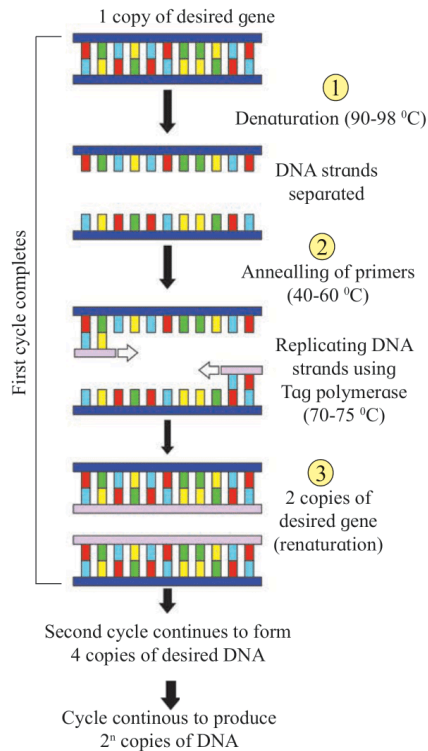 1 copy of desired gene
1
Denaturation (90-98 ⁰C)
DNA strands
separated
2
Annealling of primers
(40-60 ⁰C)
Replicating DNA
strands using
Tag polymerase
(70-75 ⁰C)
3
2 copies of
desired gene
(renaturation)
First cycle completes
Second cycle continues to form
4 copies of desired DNA
Cycle continous to produce
2ⁿ copies of DNA